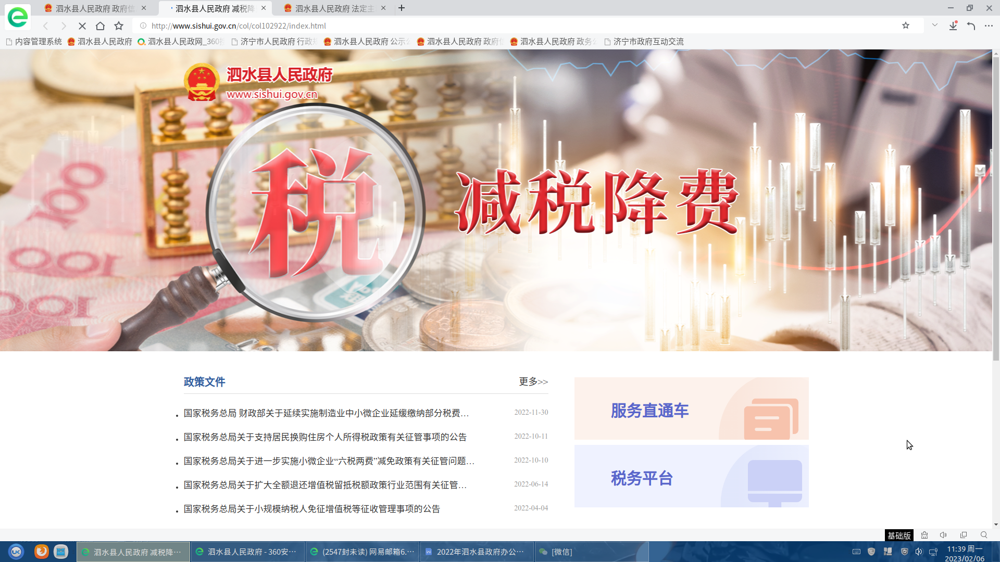 泗水县人民政府 政府信
泗水县人民政府 减税降
泗水县人民政府 法定主
http://www.sishui.gov.cn/col/col102922/index.html
内容管理系统
泗水县人民政府
泗水县人民政网_360搜
济宁市人民政府 行政规
泗水县人民政府 公示公
泗水县人民政府 政府信
泗水县人民政府 政务公
济宁市政府互动交流
泗水县人民政府
www.sishui.gov.cn
税
减税降费
政策文件
更多>>
国家税务总局 财政部关于延续实施制造业中小微企业延缓缴纳部分税费…
2022-11-30
国家税务总局关于支持居民换购住房个人所得税政策有关征管事项的公告
2022-10-11
国家税务总局关于进一步实施小微企业“六税两费”减免政策有关征管问题…
2022-10-10
国家税务总局关于扩大全额退还增值税留抵税额政策行业范围有关征管…
2022-06-14
国家税务总局关于小规模纳税人免征增值税等征收管理事项的公告
2022-04-04
服务直通车
税务平台
基础版
泗水县人民政府 减税降…
泗水县人民政府 - 360安…
(2547封未读) 网易邮箱6.…
2022年泗水县政府办公…
[微信]
11:39 周一
2023/02/06